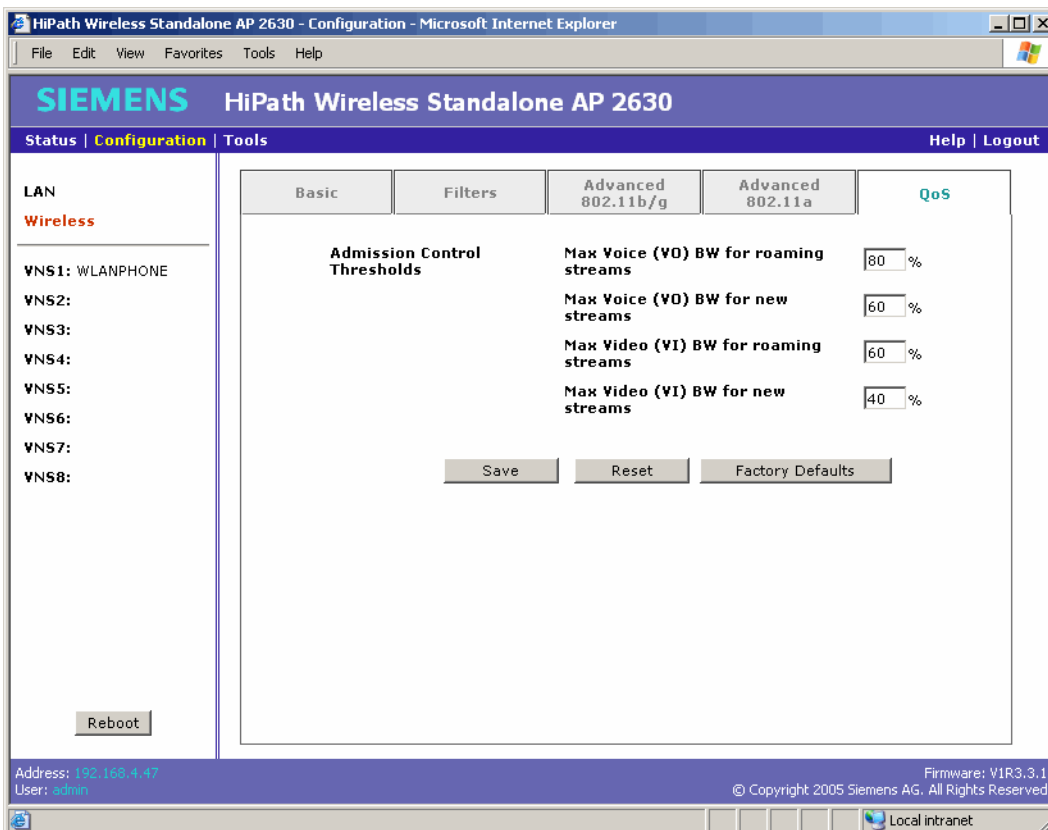 HiPath Wireless Standalone AP 2630 - Configuration - Microsoft Internet Explorer
File Edit View Favorites Tools Help
SIEMENS HiPath Wireless Standalone AP 2630
Status | Configuration | Tools Help | Logout
LAN
Wireless
VNS1: WLANPHONE
VNS2:
VNS3:
VNS4:
VNS5:
VNS6:
VNS7:
VNS8:
Reboot
Basic Filters Advanced 802.11b/g Advanced 802.11a QoS
Admission Control
Thresholds
Max Voice (VO) BW for roaming
streams
80 %
Max Voice (VO) BW for new
streams
60 %
Max Video (VI) BW for roaming
streams
60 %
Max Video (VI) BW for new
streams
40 %
Save Reset Factory Defaults
Address: 192.168.4.47
User: admin
Firmware: V1R3.3.1
© Copyright 2005 Siemens AG. All Rights Reserved
Local intranet